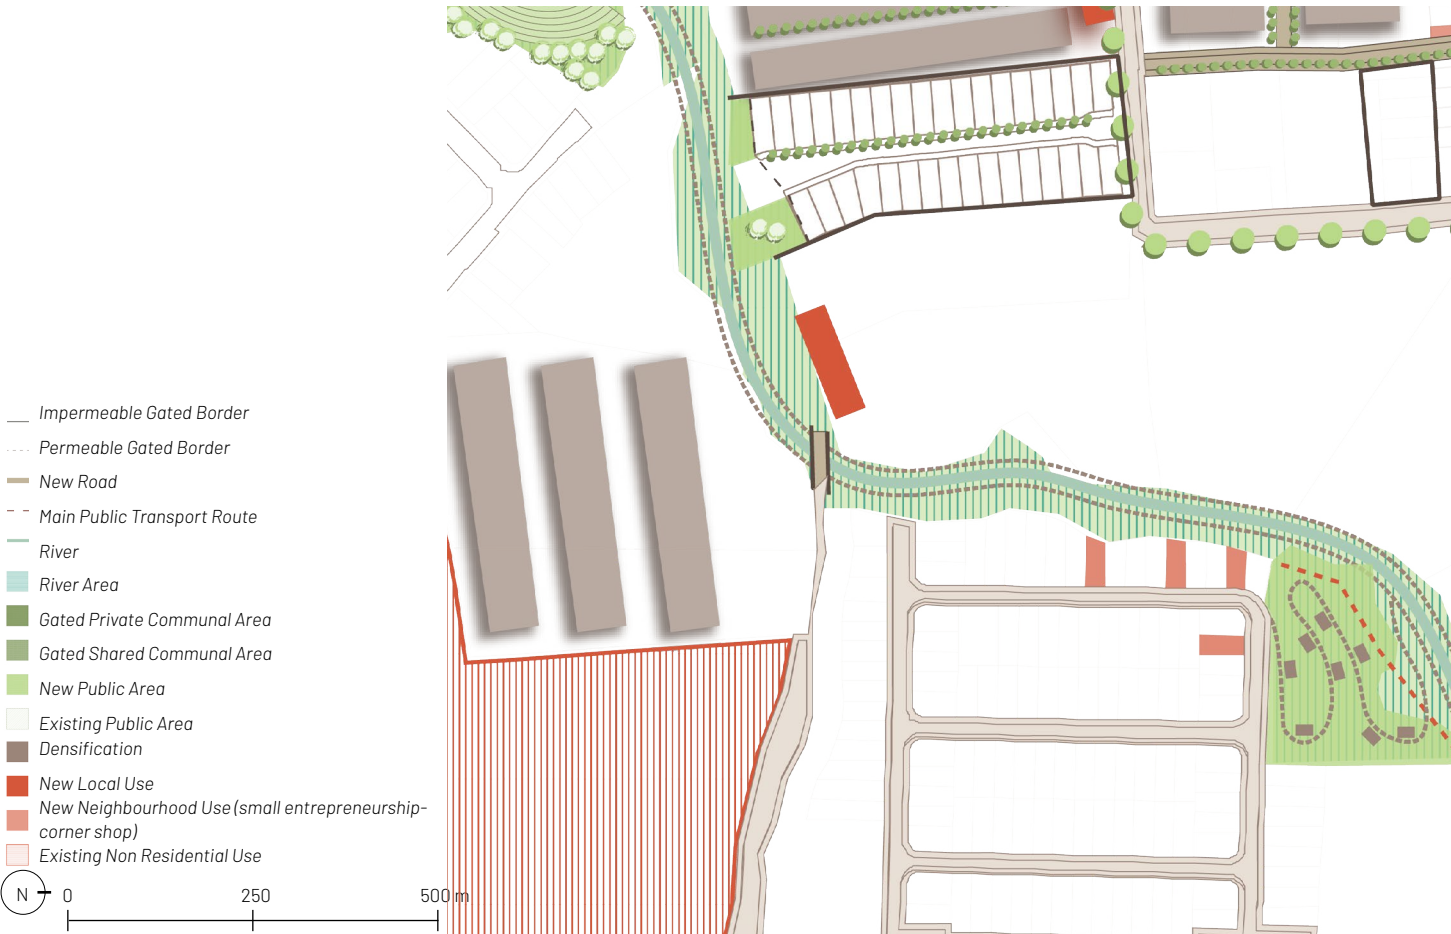 Impermeable Gated Border
Permeable Gated Border
New Road
Main Public Transport Route
River
River Area
Gated Private Communal Area
Gated Shared Communal Area
New Public Area
Existing Public Area
Densification
New Local Use
New Neighbourhood Use (small entrepreneurship-
corner shop)
Existing Non Residential Use
N 0 250 500 m